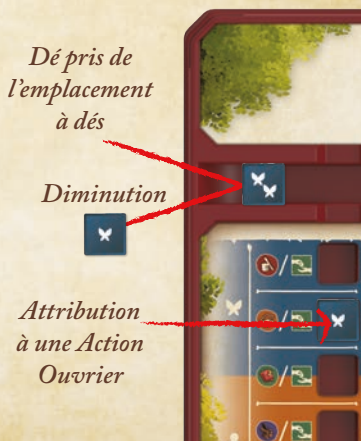 Dé pris de
l'emplacement
à dés
Diminution
Attribution
à une Action
Ouvrier